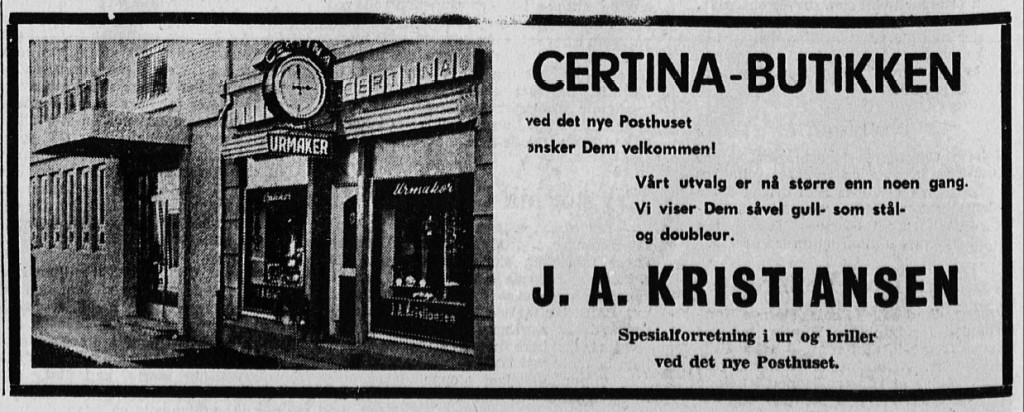 CERTINA
CERTINA
URMAKER
Urmaker
Urmaker
J.A. Kristiansen
CERTINA-BUTIKKEN
ved det nye Posthuset
ønsker Dem velkommen!
Vårt utvalg er nå større enn noen gang.
Vi viser Dem såvel gull- som stål-
og doubleur.
J. A. KRISTIANSEN
Spesialforretning i ur og briller
ved det nye Posthuset.